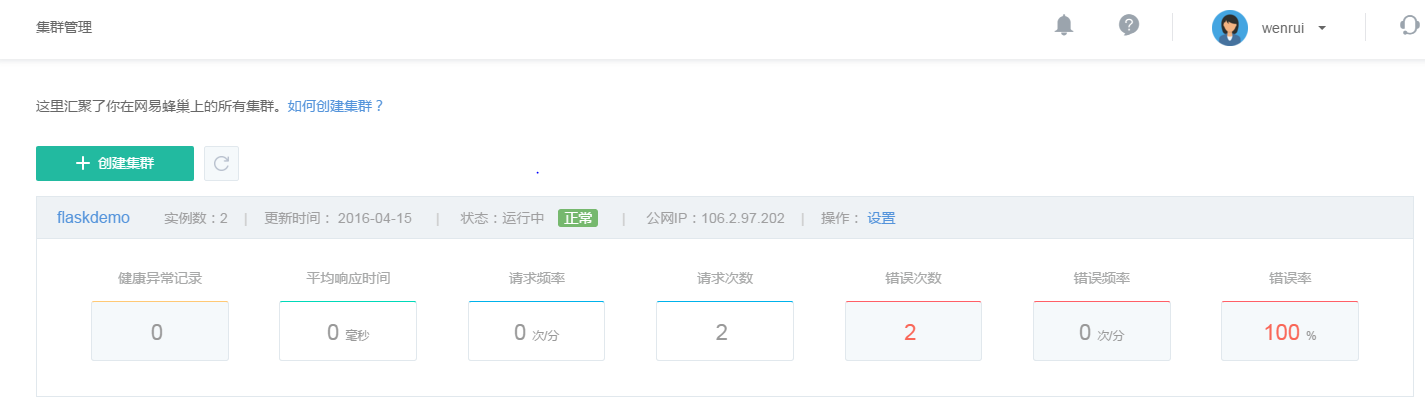 集群管理
wenrui
这里汇聚了你在网易蜂巢上的所有集群。如何创建集群？
创建集群
flaskdemo 实例数：2 | 更新时间： 2016-04-15 | 状态：运行中 正常 | 公网IP：106.2.97.202 | 操作： 设置
健康异常记录 平均响应时间 请求频率 请求次数 错误次数 错误频率 错误率
0 0 毫秒 0 次/分 2 2 0 次/分 100 %